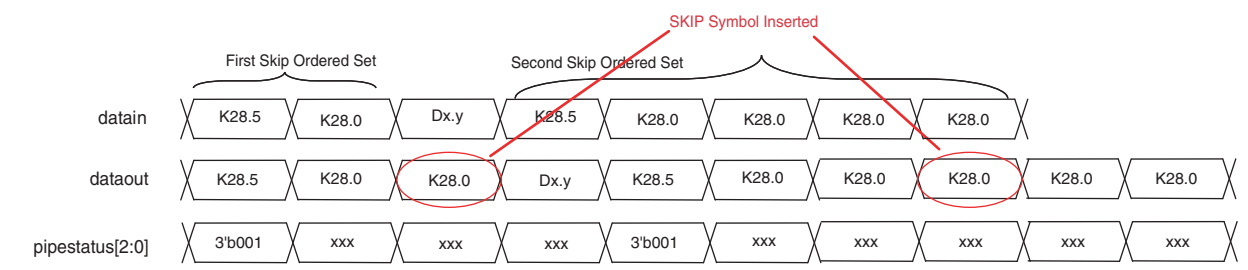 SKIP Symbol Inserted
First Skip Ordered Set Second Skip Ordered Set
datain K28.5 K28.0 Dx.y K28.5 K28.0 K28.0 K28.0 K28.0
dataout K28.5 K28.0 K28.0 Dx.y K28.5 K28.0 K28.0 K28.0 K28.0 K28.0
pipestatus[2:0] 3'b001 xxx xxx xxx 3'b001 xxx xxx xxx xxx xxx